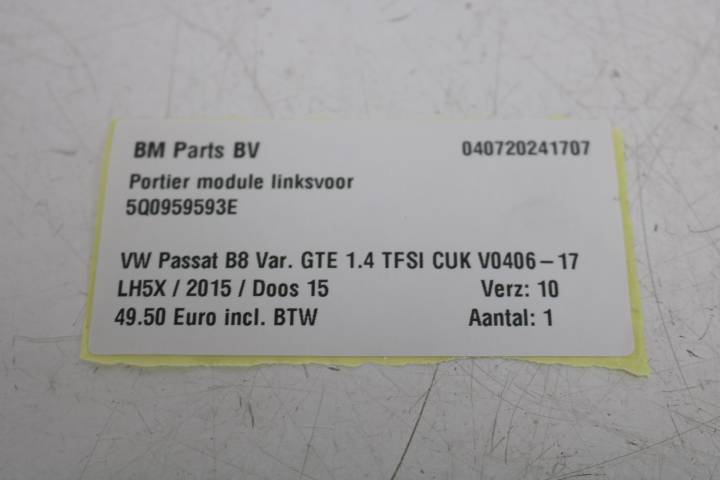 BM Parts BV 040720241707
Portier module linksvoor
5Q0959593E
VW Passat B8 Var. GTE 1.4 TFSI CUK V0406-17
LH5X / 2015 / Doos 15 Verz: 10
49.50 Euro incl. BTW Aantal: 1